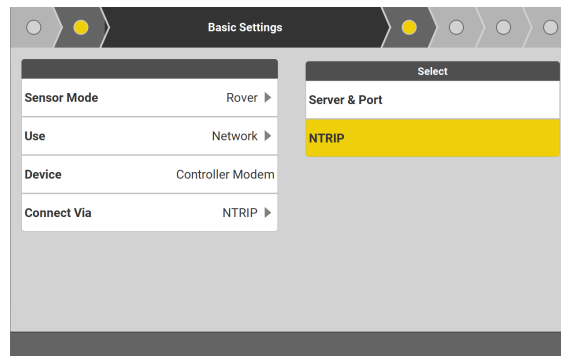 Basic Settings
Sensor Mode Rover
Use Network
Device Controller Modem
Connect Via NTRIP
Select
Server & Port
NTRIP